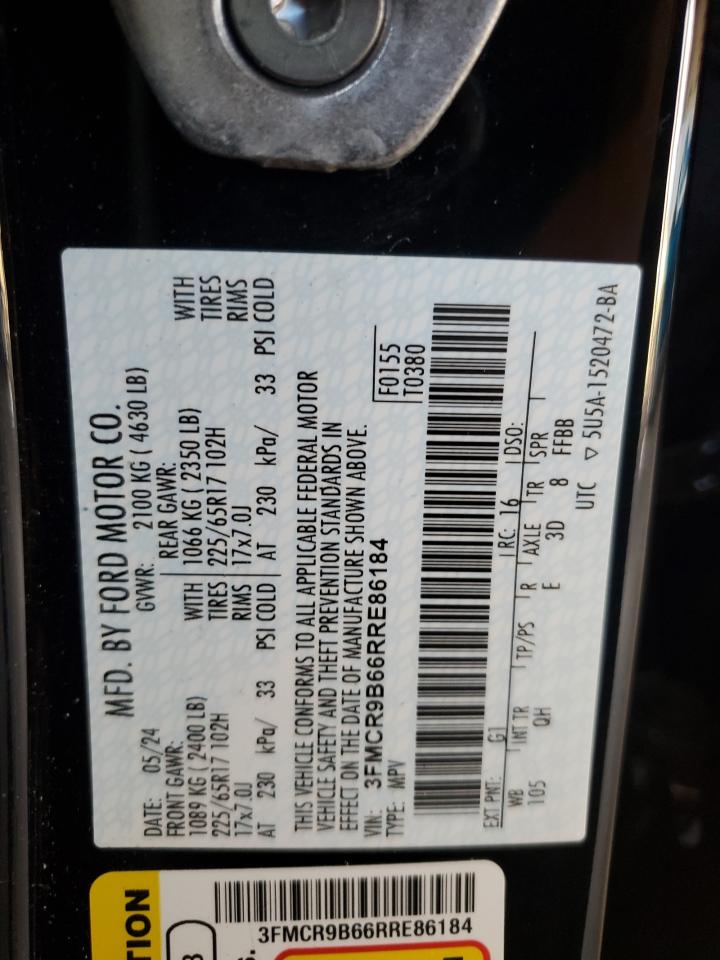 MFD. BY FORD MOTOR CO.
DATE: 05/24 GVWR: 2100 KG ( 4630 LB)
FRONT GAWR: REAR GAWR:
1089 KG ( 2400 LB) WITH 1066 KG ( 2350 LB) WITH
225/65R17 102H TIRES 225/65R17 102H TIRES
17x7.0J RIMS 17x7.0J RIMS
AT 230 kPa/ 33 PSI COLD AT 230 kPa/ 33 PSI COLD
THIS VEHICLE CONFORMS TO ALL APPLICABLE FEDERAL MOTOR
VEHICLE SAFETY AND THEFT PREVENTION STANDARDS IN
EFFECT ON THE DATE OF MANUFACTURE SHOWN ABOVE.
VIN: 3FMCR9B66RRE86184 F0155
TYPE: MPV T0380
EXT PNT: G1 RC: 16 DSO:
WB INT TR TP/PS R AXLE TR SPR
105 QH E 3D 8 FFBB
UTC ▽ 5U5A-1520472-BA
TION
3FMCR9B66RRE86184